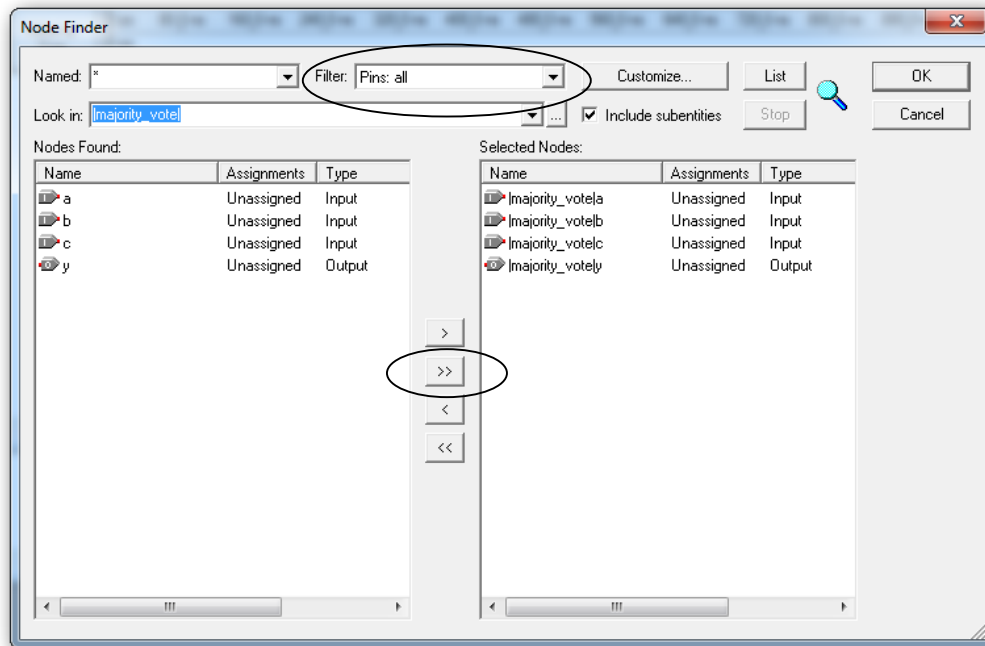 Node Finder
Named: * Filter: Pins: all Customize... List OK
Look in: |majority_vote| ... Include subentities Stop Cancel
Nodes Found: Selected Nodes:
Name Assignments Type Name Assignments Type
a Unassigned Input |majority_vote|a Unassigned Input
b Unassigned Input |majority_vote|b Unassigned Input
c Unassigned Input |majority_vote|c Unassigned Input
y Unassigned Output |majority_vote|y Unassigned Output
>
>>
<
<<